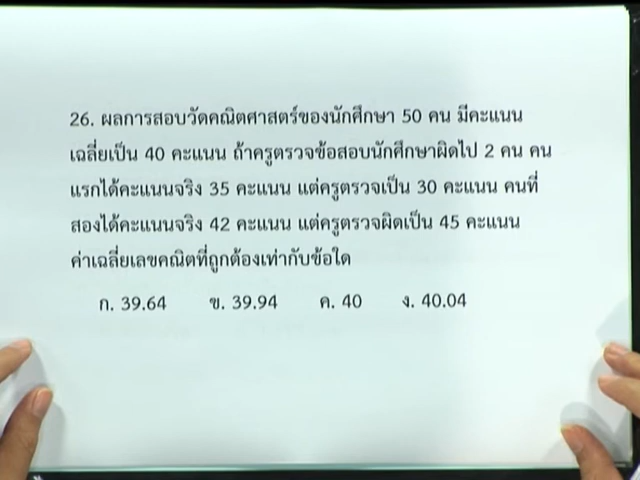 26. ผลการสอบวัดคณิตศาสตร์ของนักศึกษา 50 คน มีคะแนน
เฉลี่ยเป็น 40 คะแนน ถ้าครูตรวจข้อสอบนักศึกษาผิดไป 2 คน คน
แรกได้คะแนนจริง 35 คะแนน แต่ครูตรวจเป็น 30 คะแนน คนที่
สองได้คะแนนจริง 42 คะแนน แต่ครูตรวจผิดเป็น 45 คะแนน
ค่าเฉลี่ยเลขคณิตที่ถูกต้องเท่ากับข้อใด
ก. 39.64 ข. 39.94 ค. 40 ง. 40.04